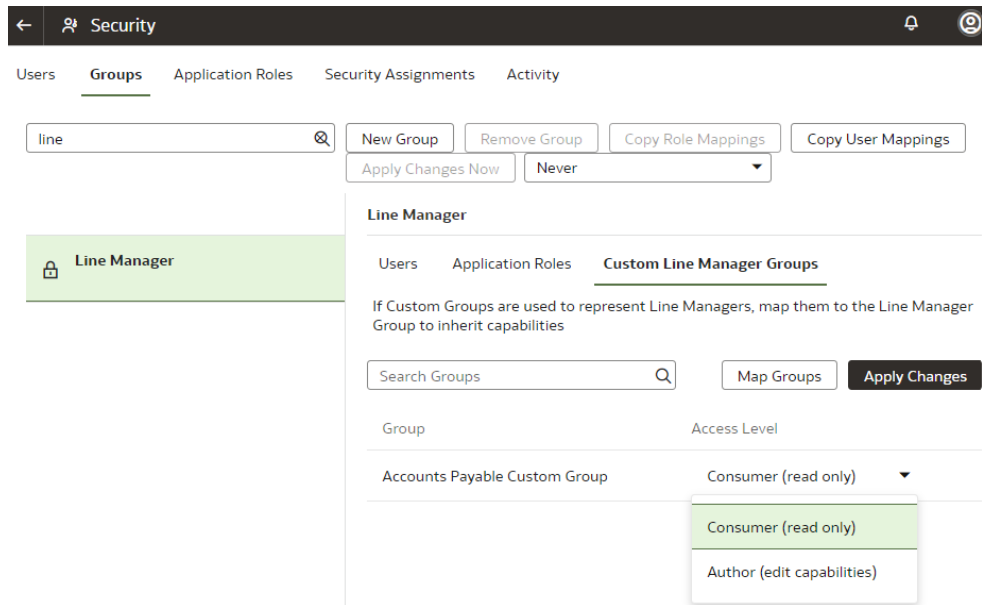 Security
Users Groups Application Roles Security Assignments Activity
line New Group Remove Group Copy Role Mappings Copy User Mappings
Apply Changes Now Never
Line Manager
Line Manager
Users Application Roles Custom Line Manager Groups
If Custom Groups are used to represent Line Managers, map them to the Line Manager
Group to inherit capabilities
Search Groups Map Groups Apply Changes
Group Access Level
Accounts Payable Custom Group Consumer (read only)
Consumer (read only)
Author (edit capabilities)